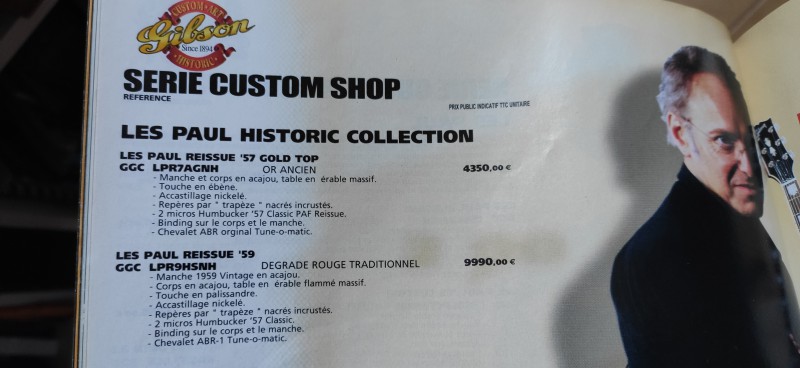 CUSTOM · ART
Gibson
Since 1894
HISTORIC
SERIE CUSTOM SHOP
REFERENCE
PRIX PUBLIC INDICATIF TTC UNITAIRE
LES PAUL HISTORIC COLLECTION
LES PAUL REISSUE '57 GOLD TOP
GGC LPR7AGNH OR ANCIEN 4350,00 €
- Manche et corps en acajou, table en érable massif.
- Touche en ébène.
- Accastillage nickelé.
- Repères par " trapèze " nacrés incrustés.
- 2 micros Humbucker '57 Classic PAF Reissue.
- Binding sur le corps et le manche.
- Chevalet ABR orginal Tune-o-matic.
LES PAUL REISSUE '59
GGC LPR9HSNH DEGRADE ROUGE TRADITIONNEL 9990,00 €
- Manche 1959 Vintage en acajou.
- Corps en acajou, table en érable flammé massif.
- Touche en palissandre.
- Accastillage nickelé.
- Repères par " trapèze " nacrés incrustés.
- 2 micros Humbucker '57 Classic.
- Binding sur le corps et le manche.
- Chevalet ABR-1 Tune-o-matic.